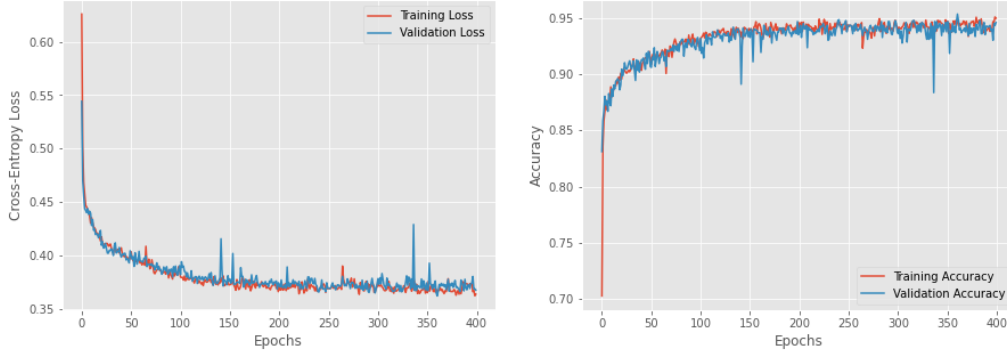 Training Loss
Validation Loss
0.60
0.55
0.50
0.45
0.40
0.35
Cross-Entropy Loss
0 50 100 150 200 250 300 350 400
Epochs
0.95
0.90
0.85
0.80
0.75
0.70
Accuracy
Training Accuracy
Validation Accuracy
0 50 100 150 200 250 300 350 400
Epochs